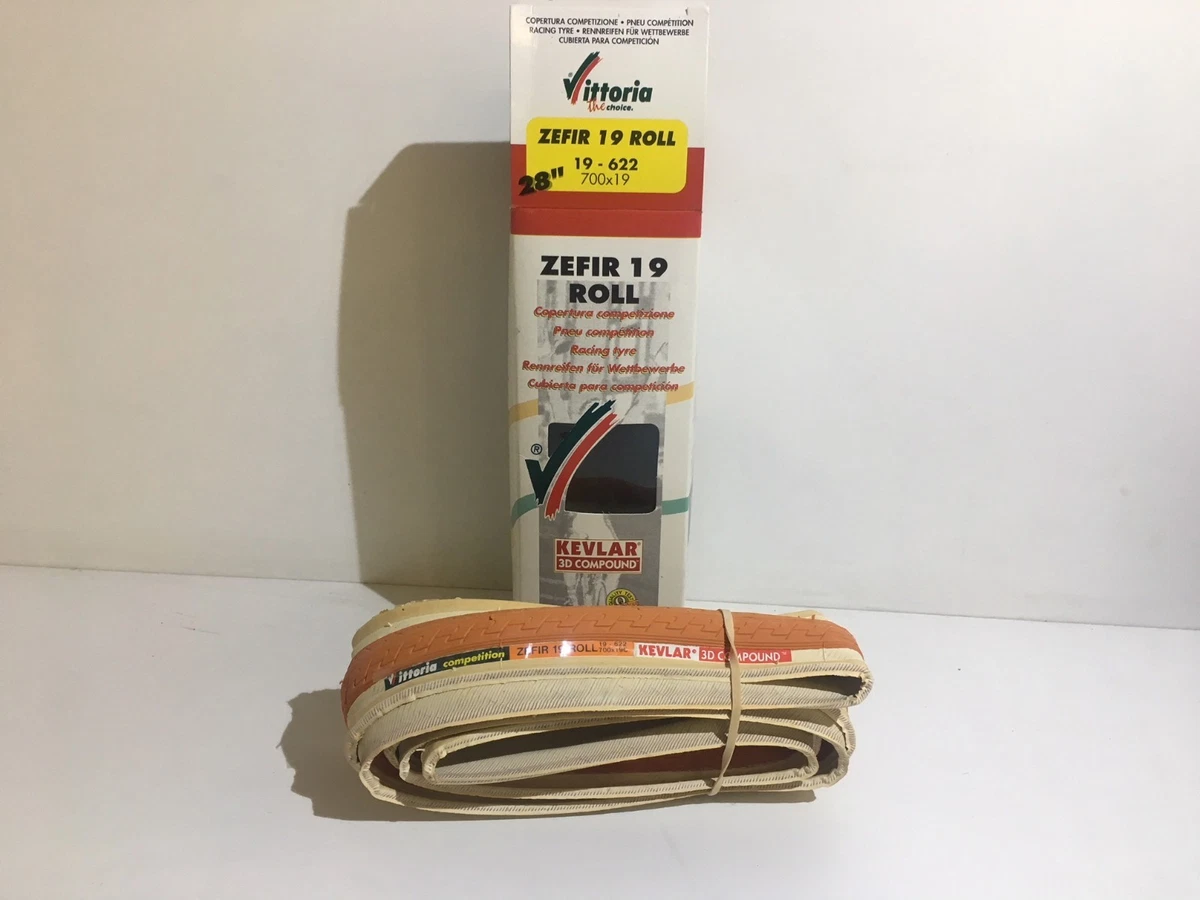 COPERTURA COMPETIZIONE • PNEU COMPÉTITION
RACING TYRE • RENNREIFEN FÜR WETTBEWERBE
CUBIERTA PARA COMPETICIÓN
Vittoria
the choice.
ZEFIR 19 ROLL
19 - 622
700x19
28"
ZEFIR 19
ROLL
Copertura competizione
Pneu compétition
Racing tyre
Rennreifen für Wettbewerbe
Cubierta para competición
®
KEVLAR®
3D COMPOUND™
Vittoria competition ZEFIR 19 ROLL 19 - 622 700x19C KEVLAR® 3D COMPOUND™